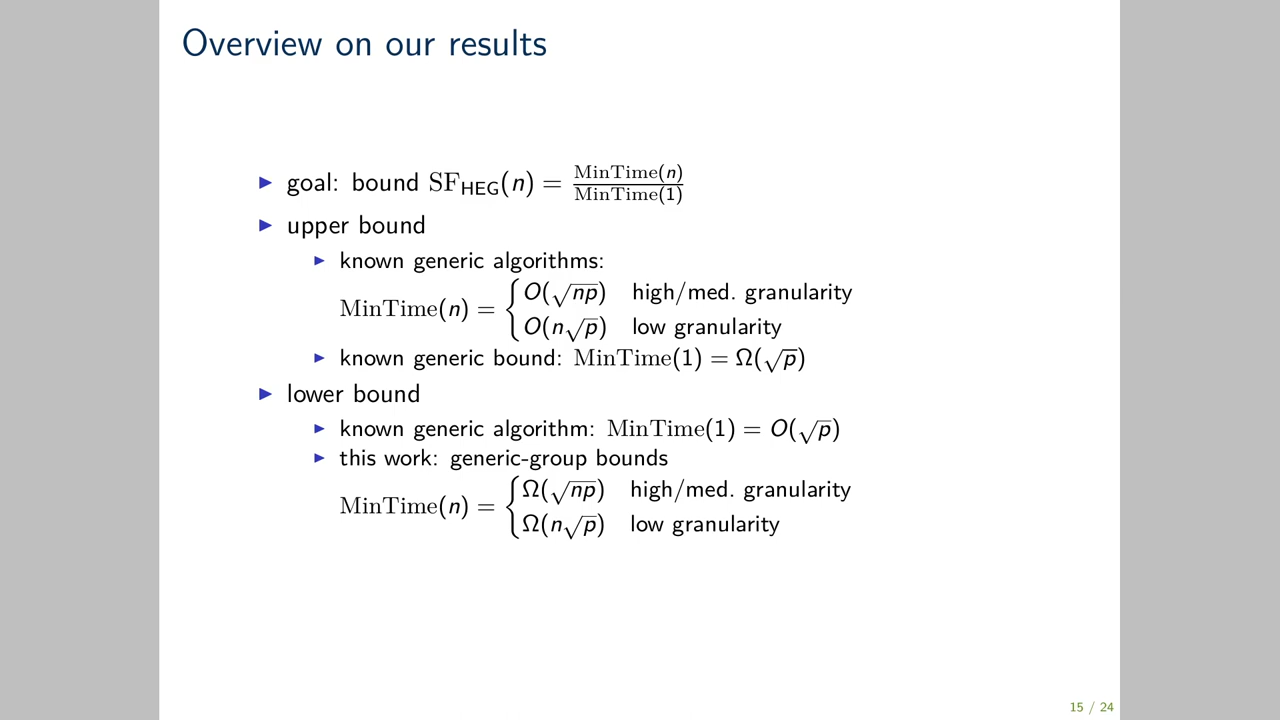 Overview on our results
▶ goal: bound SF_HEG(n) = MinTime(n) / MinTime(1)
▶ upper bound
▶ known generic algorithms:
MinTime(n) = { O(√np) high/med. granularity
O(n√p) low granularity
▶ known generic bound: MinTime(1) = Ω(√p)
▶ lower bound
▶ known generic algorithm: MinTime(1) = O(√p)
▶ this work: generic-group bounds
MinTime(n) = { Ω(√np) high/med. granularity
Ω(n√p) low granularity
15 / 24